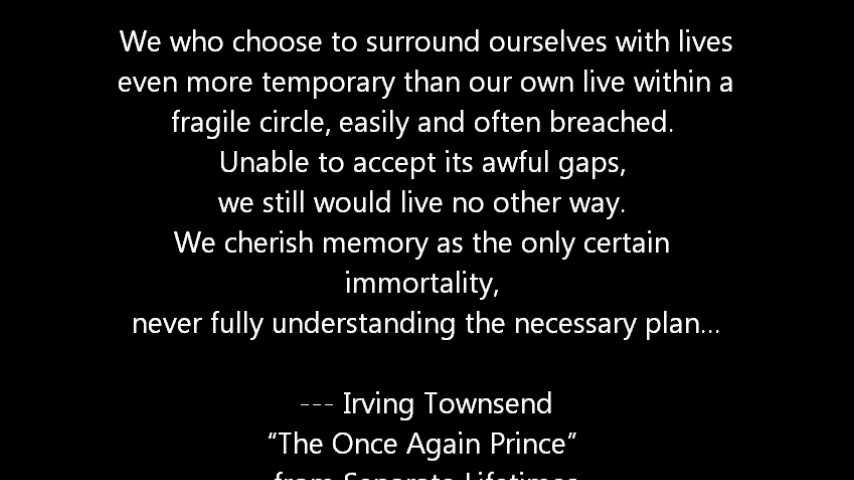 We who choose to surround ourselves with lives
even more temporary than our own live within a
fragile circle, easily and often breached.
Unable to accept its awful gaps,
we still would live no other way.
We cherish memory as the only certain
immortality,
never fully understanding the necessary plan...
--- Irving Townsend
“The Once Again Prince”
from Separate Lifetimes